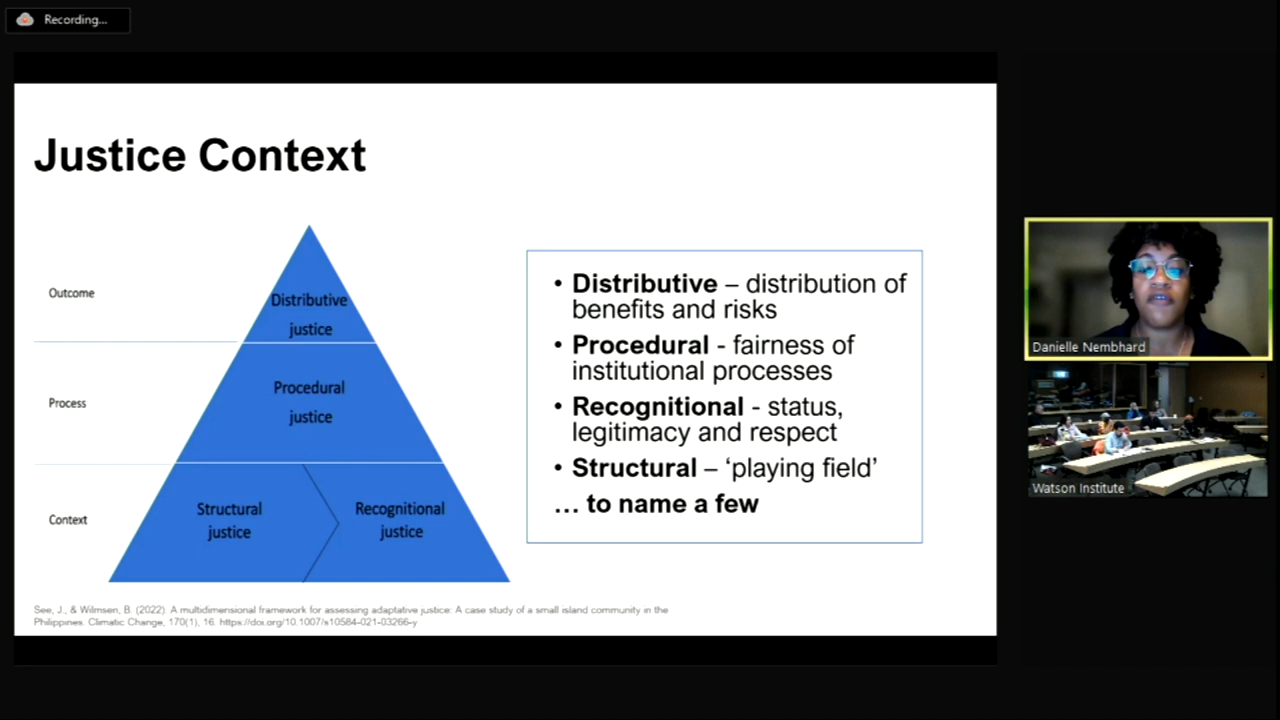 Recording...
Justice Context
Outcome
Distributive
justice
Process
Procedural
justice
Context
Structural
justice
Recognitional
justice
• Distributive – distribution of
benefits and risks
• Procedural - fairness of
institutional processes
• Recognitional - status,
legitimacy and respect
• Structural – ‘playing field’
... to name a few
See, J., & Wilmsen, B. (2022). A multidimensional framework for assessing adaptative justice: A case study of a small island community in the
Philippines. Climatic Change, 170(1), 16. https://doi.org/10.1007/s10584-021-03266-y
Danielle Nembhard
Watson Institute